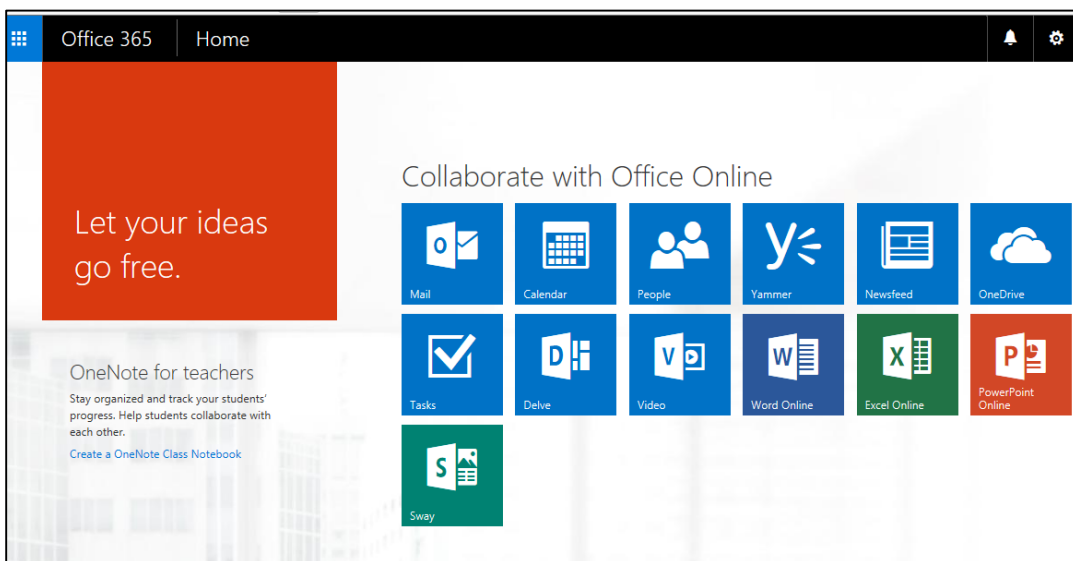 Office 365
Home
Let your ideas
go free.
OneNote for teachers
Stay organized and track your students'
progress. Help students collaborate with
each other.
Create a OneNote Class Notebook
Collaborate with Office Online
Mail
Calendar
People
Yammer
Newsfeed
OneDrive
Tasks
Delve
Video
Word Online
Excel Online
PowerPoint
Online
Sway